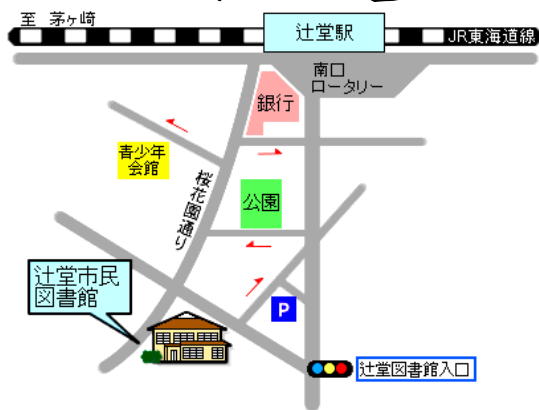 至 茅ヶ崎
辻堂駅
JR東海道線
南口
ロータリー
銀行
青少年
会館
桜花園通り
公園
辻堂市民
図書館
P
辻堂図書館入口